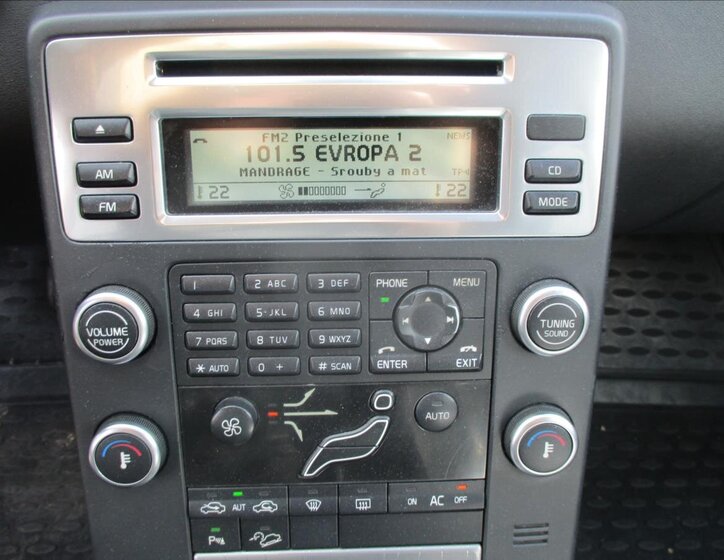 FM2 Preselezione 1 NEWS
101.5 EVROPA 2
MANDRAGE - Srouby a mat TP
22 22
AM
FM
CD
MODE
1 2 ABC 3 DEF
4 GHI 5 JKL 6 MNO
7 PQRS 8 TUV 9 WXYZ
* AUTO 0 + # SCAN
PHONE MENU
ENTER EXIT
VOLUME
POWER
TUNING
SOUND
AUTO
AUT
ON AC OFF
P